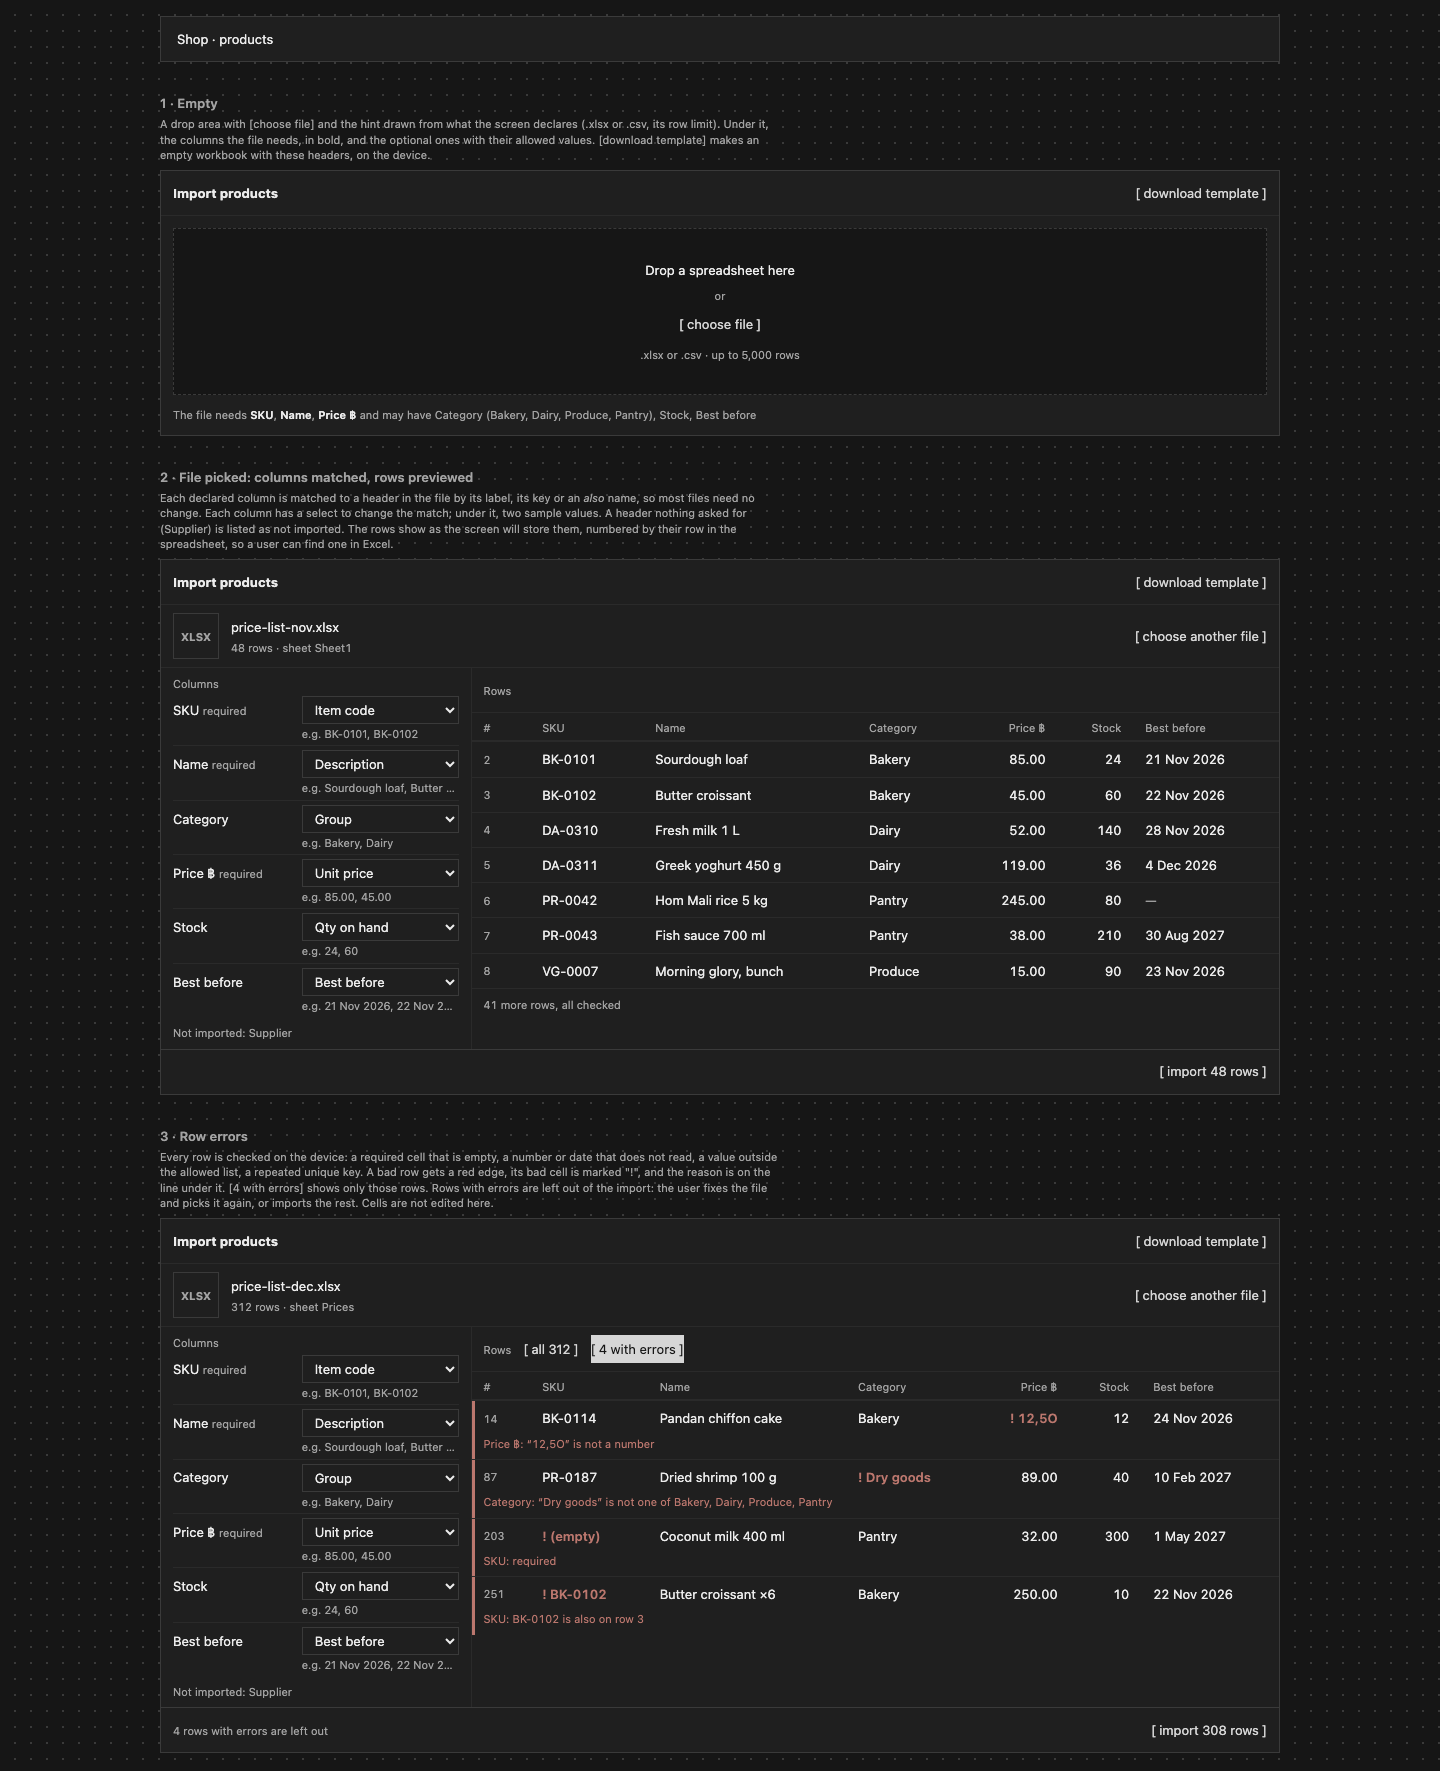 Shop · products
1 · Empty
A drop area with [choose file] and the hint drawn from what the screen declares (.xlsx or .csv, its row limit). Under it,
the columns the file needs, in bold, and the optional ones with their allowed values. [download template] makes an
empty workbook with these headers, on the device.
Import products [ download template ]
Drop a spreadsheet here
or
[ choose file ]
.xlsx or .csv · up to 5,000 rows
The file needs SKU, Name, Price ฿ and may have Category (Bakery, Dairy, Produce, Pantry), Stock, Best before
2 · File picked: columns matched, rows previewed
Each declared column is matched to a header in the file by its label, its key or an also name, so most files need no
change. Each column has a select to change the match; under it, two sample values. A header nothing asked for
(Supplier) is listed as not imported. The rows show as the screen will store them, numbered by their row in the
spreadsheet, so a user can find one in Excel.
Import products [ download template ]
XLSX
price-list-nov.xlsx
48 rows · sheet Sheet1
[ choose another file ]
Columns
SKU required Item code
e.g. BK-0101, BK-0102
Name required Description
e.g. Sourdough loaf, Butter ...
Category Group
e.g. Bakery, Dairy
Price ฿ required Unit price
e.g. 85.00, 45.00
Stock Qty on hand
e.g. 24, 60
Best before Best before
e.g. 21 Nov 2026, 22 Nov 2...
Not imported: Supplier
Rows
# SKU Name Category Price ฿ Stock Best before
2 BK-0101 Sourdough loaf Bakery 85.00 24 21 Nov 2026
3 BK-0102 Butter croissant Bakery 45.00 60 22 Nov 2026
4 DA-0310 Fresh milk 1 L Dairy 52.00 140 28 Nov 2026
5 DA-0311 Greek yoghurt 450 g Dairy 119.00 36 4 Dec 2026
6 PR-0042 Hom Mali rice 5 kg Pantry 245.00 80 —
7 PR-0043 Fish sauce 700 ml Pantry 38.00 210 30 Aug 2027
8 VG-0007 Morning glory, bunch Produce 15.00 90 23 Nov 2026
41 more rows, all checked
[ import 48 rows ]
3 · Row errors
Every row is checked on the device: a required cell that is empty, a number or date that does not read, a value outside
the allowed list, a repeated unique key. A bad row gets a red edge, its bad cell is marked "!", and the reason is on the
line under it. [4 with errors] shows only those rows. Rows with errors are left out of the import: the user fixes the file
and picks it again, or imports the rest. Cells are not edited here.
Import products [ download template ]
XLSX
price-list-dec.xlsx
312 rows · sheet Prices
[ choose another file ]
Columns
SKU required Item code
e.g. BK-0101, BK-0102
Name required Description
e.g. Sourdough loaf, Butter ...
Category Group
e.g. Bakery, Dairy
Price ฿ required Unit price
e.g. 85.00, 45.00
Stock Qty on hand
e.g. 24, 60
Best before Best before
e.g. 21 Nov 2026, 22 Nov 2...
Not imported: Supplier
Rows [ all 312 ] [ 4 with errors ]
# SKU Name Category Price ฿ Stock Best before
14 BK-0114 Pandan chiffon cake Bakery ! 12,5O 12 24 Nov 2026
Price ฿: “12,5O” is not a number
87 PR-0187 Dried shrimp 100 g ! Dry goods 89.00 40 10 Feb 2027
Category: “Dry goods” is not one of Bakery, Dairy, Produce, Pantry
203 ! (empty) Coconut milk 400 ml Pantry 32.00 300 1 May 2027
SKU: required
251 ! BK-0102 Butter croissant ×6 Bakery 250.00 10 22 Nov 2026
SKU: BK-0102 is also on row 3
4 rows with errors are left out [ import 308 rows ]